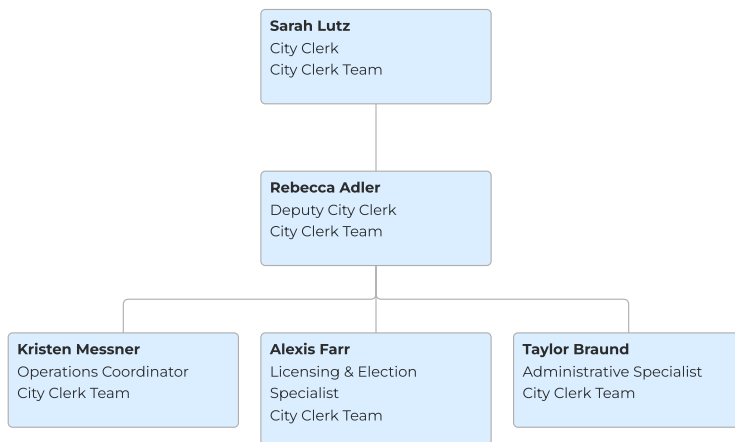 Sarah Lutz
City Clerk
City Clerk Team
Rebecca Adler
Deputy City Clerk
City Clerk Team
Kristen Messner
Operations Coordinator
City Clerk Team
Alexis Farr
Licensing & Election
Specialist
City Clerk Team
Taylor Braund
Administrative Specialist
City Clerk Team